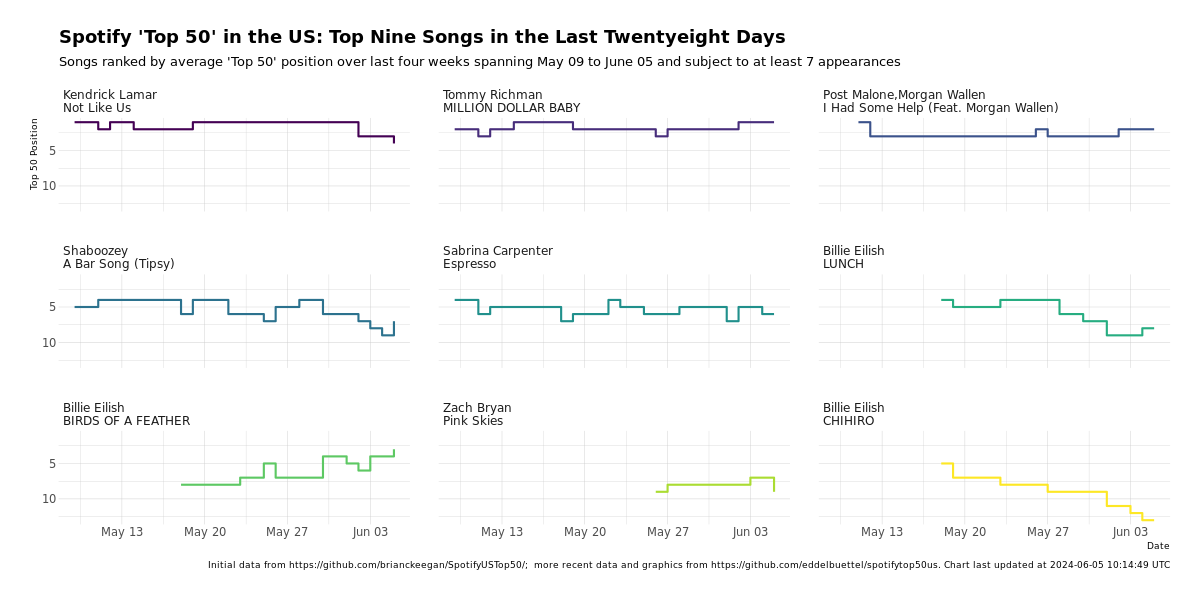 Spotify 'Top 50' in the US: Top Nine Songs in the Last Twentyeight Days
Songs ranked by average 'Top 50' position over last four weeks spanning May 09 to June 05 and subject to at least 7 appearances
Kendrick Lamar
Not Like Us
Tommy Richman
MILLION DOLLAR BABY
Post Malone,Morgan Wallen
I Had Some Help (Feat. Morgan Wallen)
Top 50 Position
5
10
Shaboozey
A Bar Song (Tipsy)
Sabrina Carpenter
Espresso
Billie Eilish
LUNCH
5
10
Billie Eilish
BIRDS OF A FEATHER
Zach Bryan
Pink Skies
Billie Eilish
CHIHIRO
5
10
May 13 May 20 May 27 Jun 03 May 13 May 20 May 27 Jun 03 May 13 May 20 May 27 Jun 03
Date
Initial data from https://github.com/brianckeegan/SpotifyUSTop50/;  more recent data and graphics from https://github.com/eddelbuettel/spotifytop50us. Chart last updated at 2024-06-05 10:14:49 UTC